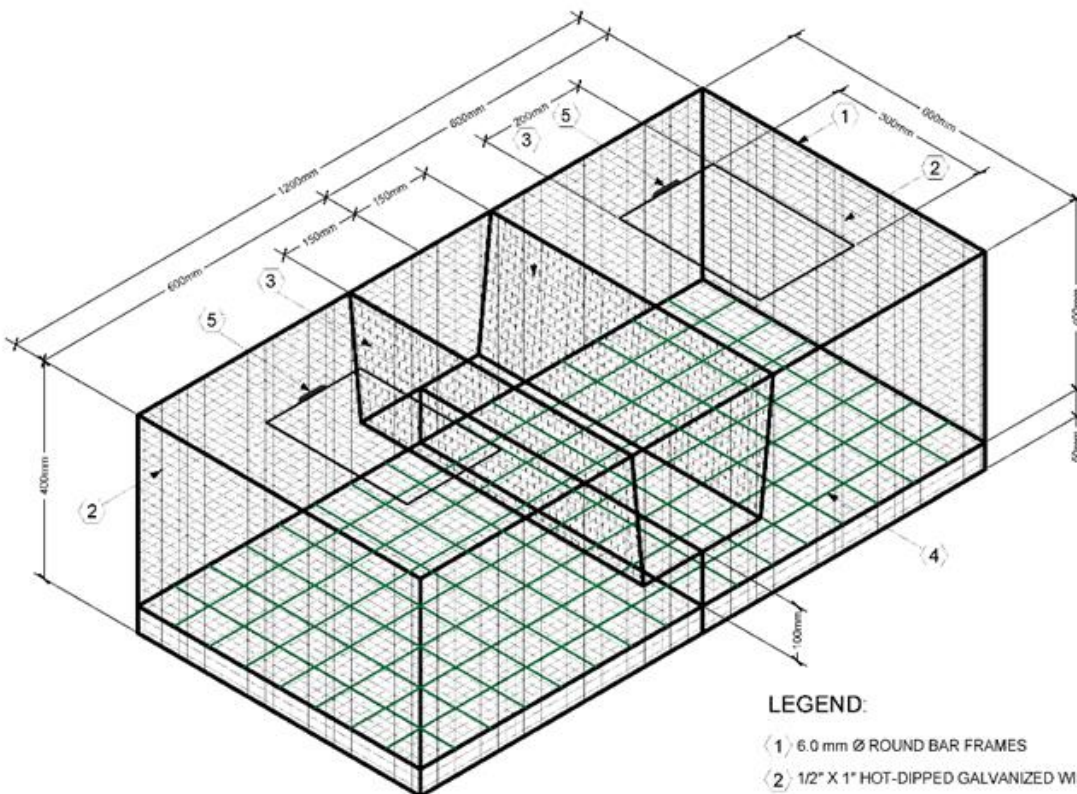 1200mm
600mm
600mm
200mm
150mm
150mm
300mm
600mm
400mm
100mm
1
2
3
5
3
5
2
4
LEGEND:
1 6.0 mm Ø ROUND BAR FRAMES
2 1/2" X 1" HOT-DIPPED GALVANIZED WI